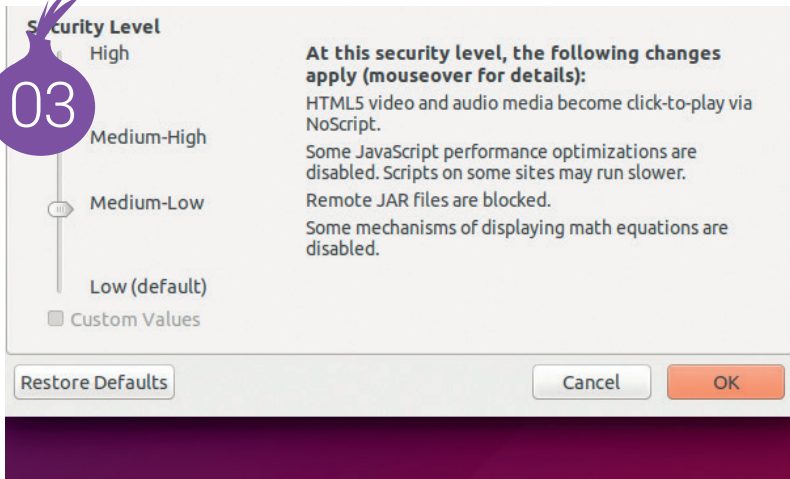 Security Level
High
03
Medium-High
Medium-Low
Low (default)
Custom Values
At this security level, the following changes
apply (mouseover for details):
HTML5 video and audio media become click-to-play via
NoScript.
Some JavaScript performance optimizations are
disabled. Scripts on some sites may run slower.
Remote JAR files are blocked.
Some mechanisms of displaying math equations are
disabled.
Restore Defaults
Cancel
OK